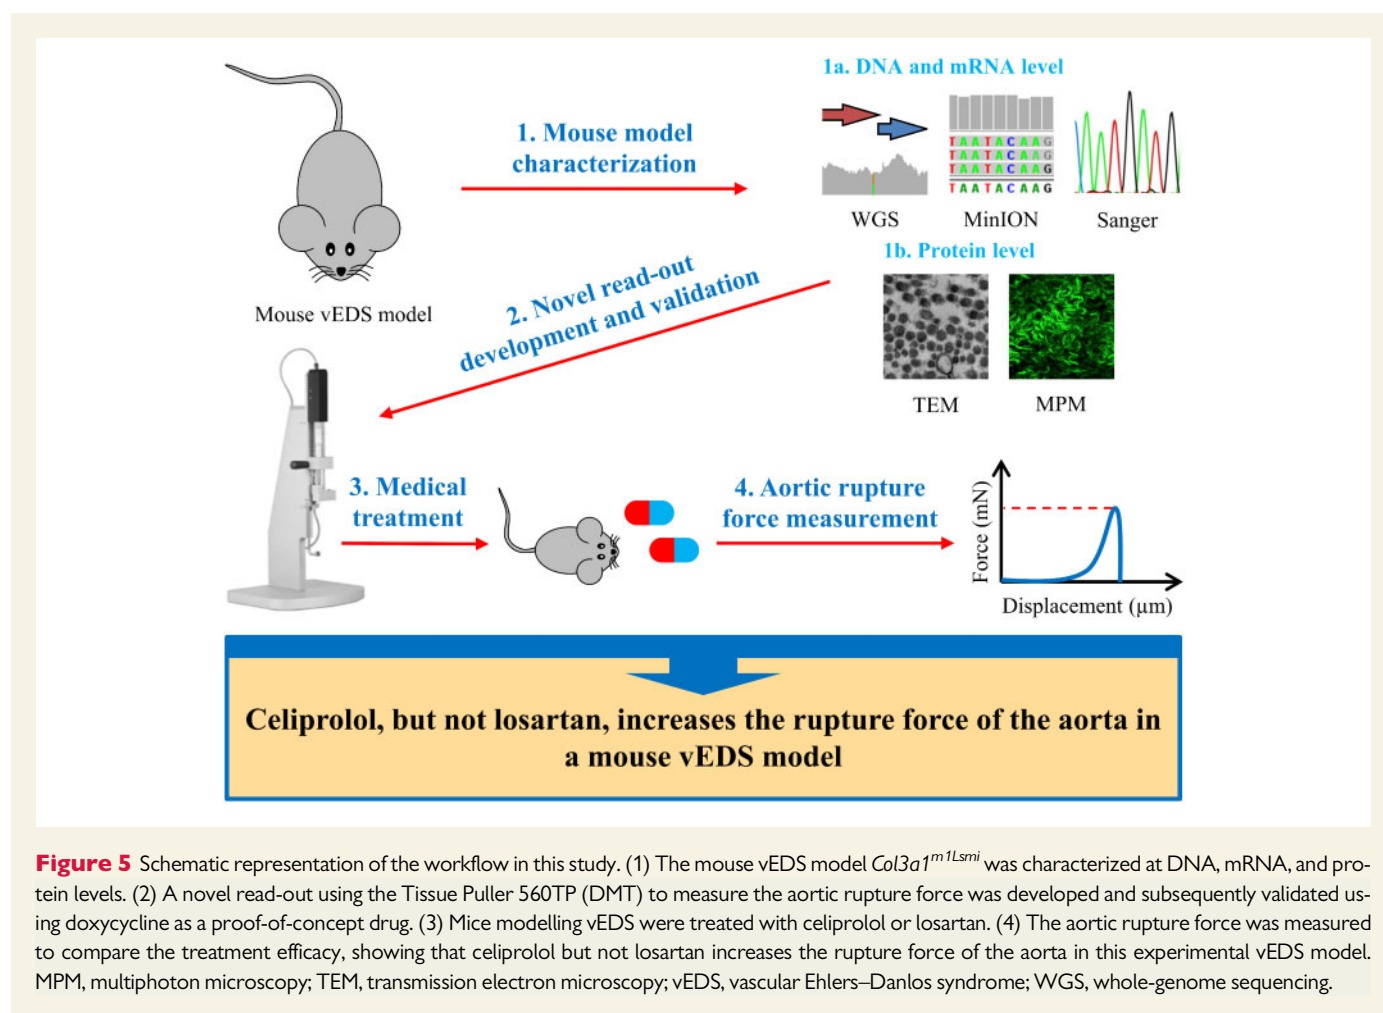 1a. DNA and mRNA level
1. Mouse model
characterization
TAATACAAG
TAATACAAG
TAATACAAG
TAATACAAG
WGS
MinION
Sanger
1b. Protein level
2. Novel read-out
development and validation
Mouse vEDS model
TEM
MPM
3. Medical
treatment
4. Aortic rupture
force measurement
Force (mN)
Displacement (µm)
Celiprolol, but not losartan, increases the rupture force of the aorta in
a mouse vEDS model
Figure 5 Schematic representation of the workflow in this study. (1) The mouse vEDS model Col3a1^m1Lsmi was characterized at DNA, mRNA, and pro-
tein levels. (2) A novel read-out using the Tissue Puller 560TP (DMT) to measure the aortic rupture force was developed and subsequently validated us-
ing doxycycline as a proof-of-concept drug. (3) Mice modelling vEDS were treated with celiprolol or losartan. (4) The aortic rupture force was measured
to compare the treatment efficacy, showing that celiprolol but not losartan increases the rupture force of the aorta in this experimental vEDS model.
MPM, multiphoton microscopy; TEM, transmission electron microscopy; vEDS, vascular Ehlers–Danlos syndrome; WGS, whole-genome sequencing.